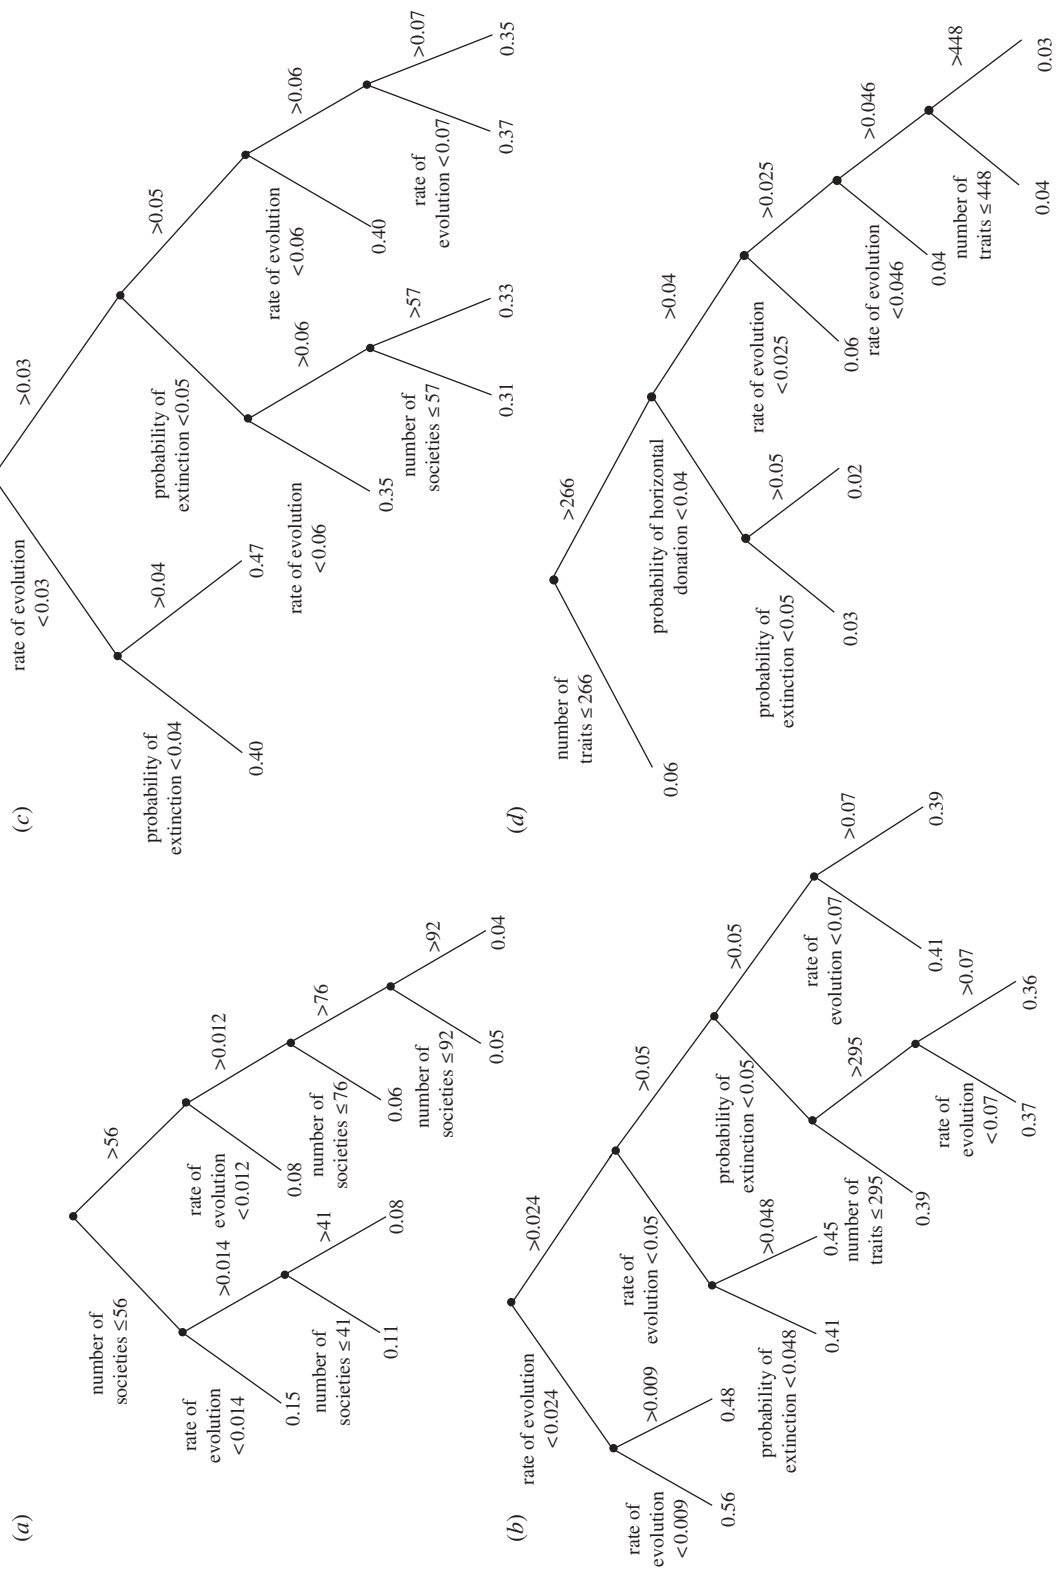 (a)
number of
societies ≤56
>56
rate of
evolution
<0.014
>0.014
rate of
evolution
<0.012
>0.012
0.15
number of
societies ≤41
>41
0.08
number of
societies ≤76
>76
0.11
0.08
0.06
number of
societies ≤92
>92
0.05
0.04
(b)
rate of evolution
<0.024
>0.024
rate of
evolution
<0.009
>0.009
rate of
evolution <0.05
>0.05
0.56
0.48
probability of
extinction <0.048
>0.048
probability of
extinction <0.05
>0.05
0.41
0.45
number of
traits ≤295
>295
rate of
evolution <0.07
>0.07
0.39
rate of
evolution
<0.07
>0.07
0.41
0.39
0.37
0.36
(c)
rate of evolution
<0.03
>0.03
probability of
extinction <0.04
>0.04
probability of
extinction <0.05
>0.05
0.40
0.47
rate of evolution
<0.06
>0.06
rate of evolution
<0.06
>0.06
0.35
number of
societies ≤57
>57
0.40
rate of
evolution <0.07
>0.07
0.31
0.33
0.37
0.35
(d)
number of
traits ≤266
>266
0.06
probability of horizontal
donation <0.04
>0.04
probability of
extinction <0.05
>0.05
rate of evolution
<0.025
>0.025
0.03
0.02
0.06
rate of evolution
<0.046
>0.046
0.04
number of
traits ≤448
>448
0.04
0.03